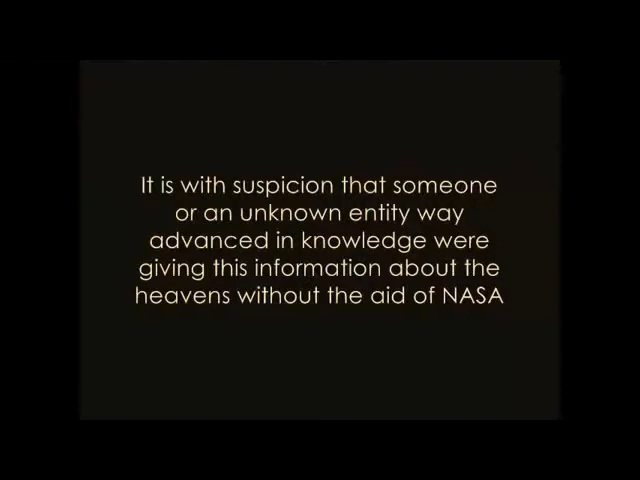 It is with suspicion that someone
or an unknown entity way
advanced in knowledge were
giving this information about the
heavens without the aid of NASA